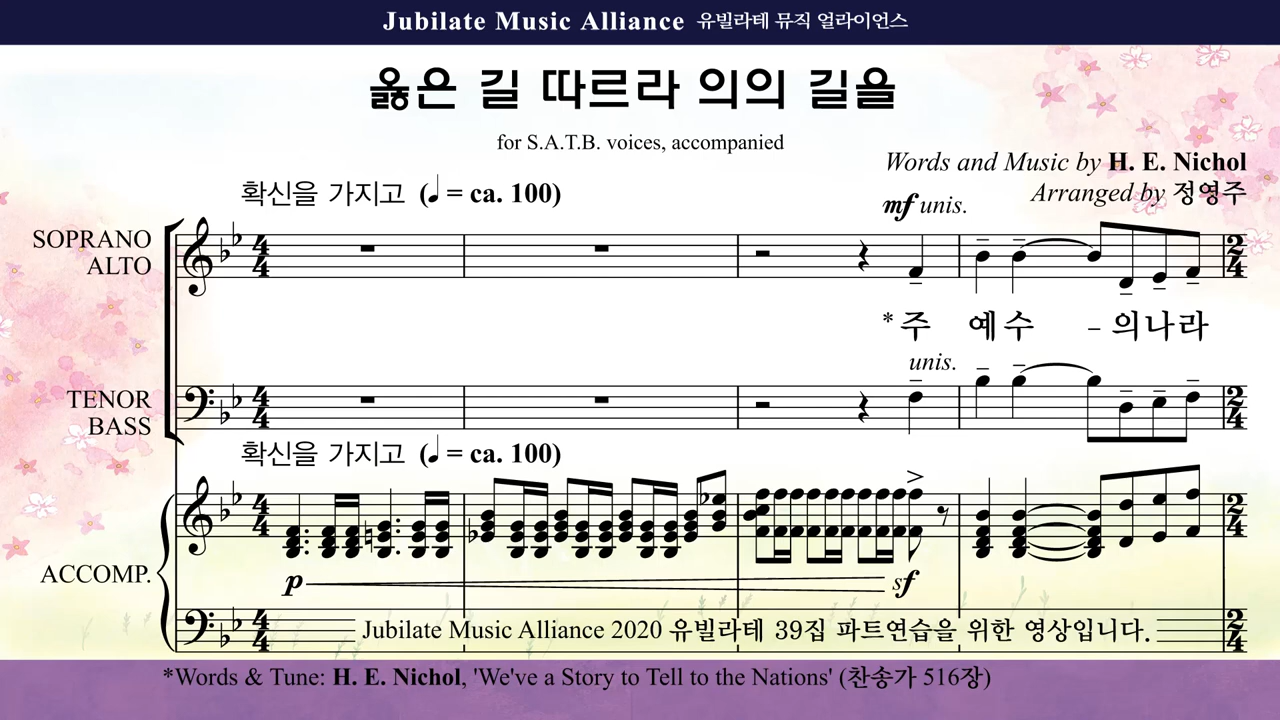 Jubilate Music Alliance 유빌라테 뮤직 얼라이언스
옳은 길 따르라 의의 길을
for S.A.T.B. voices, accompanied
Words and Music by H. E. Nichol
Arranged by 정영주
확신을 가지고 (♩ = ca. 100)
mf unis.
SOPRANO
ALTO
*주 예수 – 의나라
unis.
TENOR
BASS
확신을 가지고 (♩ = ca. 100)
ACCOMP.
p sf
Jubilate Music Alliance 2020 유빌라테 39집 파트연습을 위한 영상입니다.
*Words & Tune: H. E. Nichol, 'We've a Story to Tell to the Nations' (찬송가 516장)